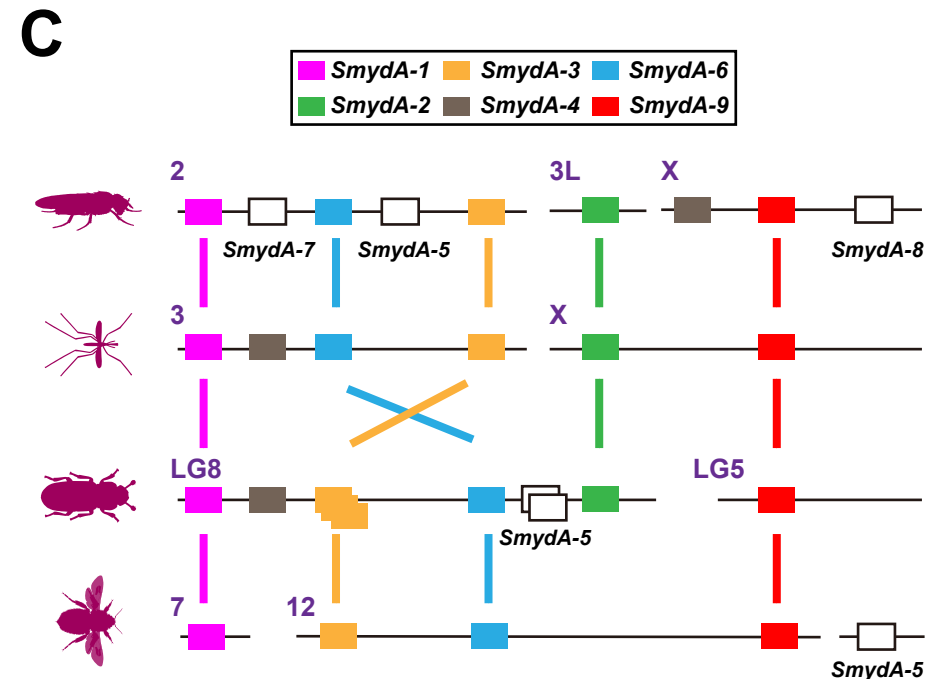 C
SmydA-1 SmydA-3 SmydA-6
SmydA-2 SmydA-4 SmydA-9
2 3L X
SmydA-7 SmydA-5 SmydA-8
3 X
LG8 LG5
SmydA-5
7 12
SmydA-5